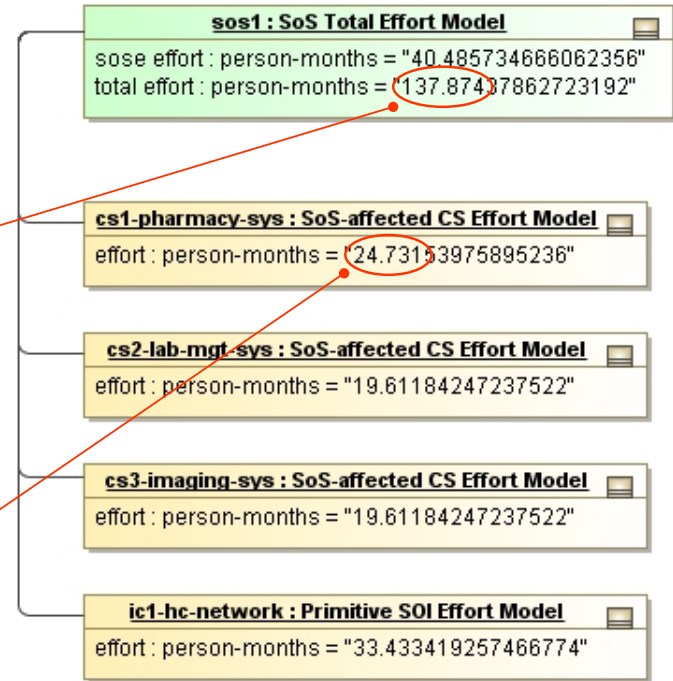 sos1 : SoS Total Effort Model
sose effort : person-months = "40.485734666062356"
total effort : person-months = "137.87437862723192"
cs1-pharmacy-sys : SoS-affected CS Effort Model
effort : person-months = "24.73153975895236"
cs2-lab-mgt-sys : SoS-affected CS Effort Model
effort : person-months = "19.61184247237522"
cs3-imaging-sys : SoS-affected CS Effort Model
effort : person-months = "19.61184247237522"
ic1-hc-network : Primitive SOI Effort Model
effort : person-months = "33.433419257466774"